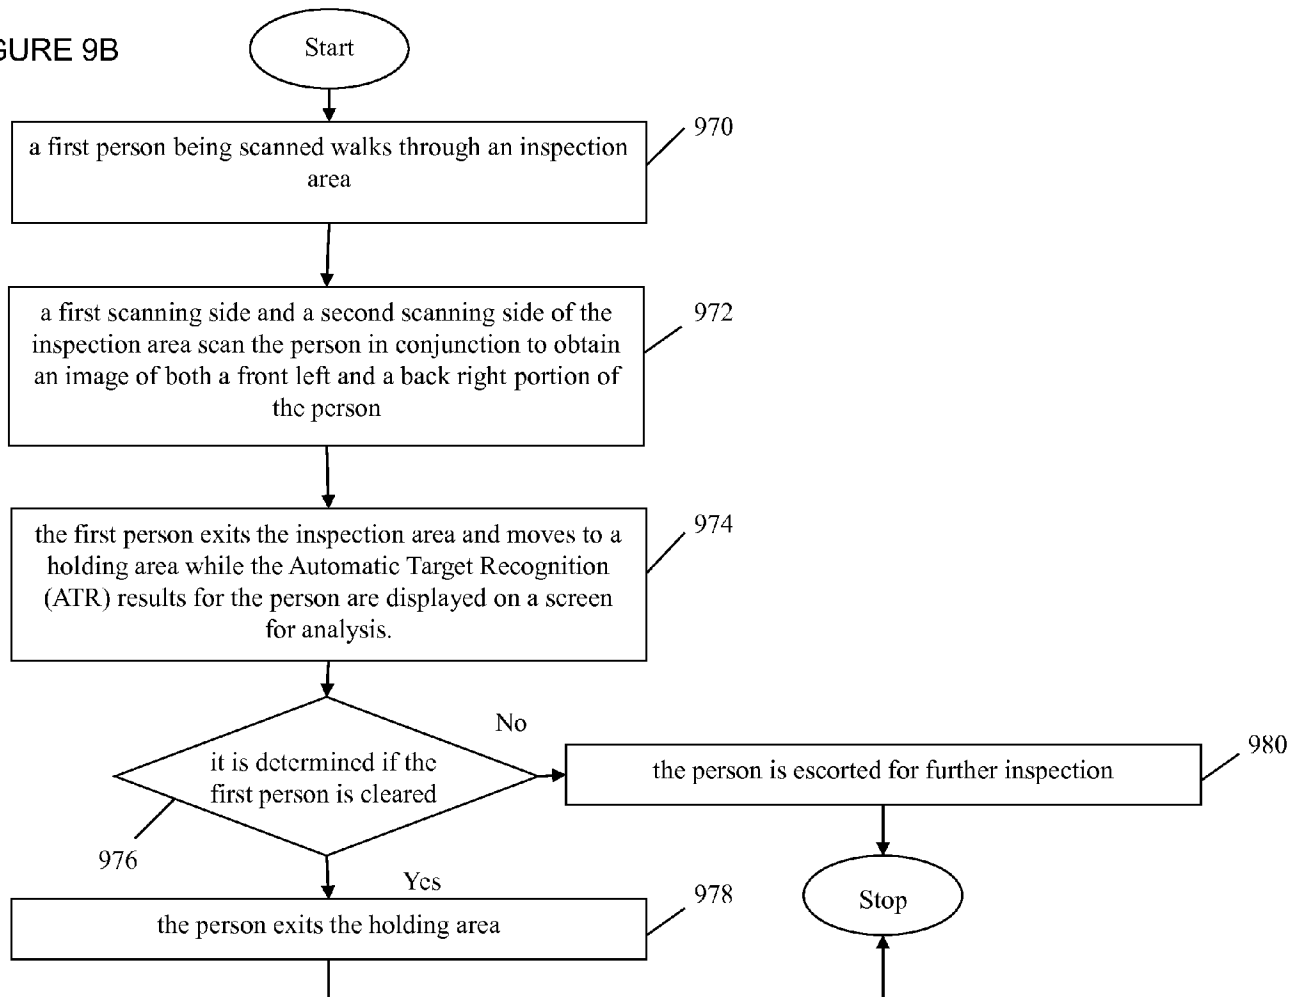 GURE 9B
Start
970
a first person being scanned walks through an inspection
area
972
a first scanning side and a second scanning side of the
inspection area scan the person in conjunction to obtain
an image of both a front left and a back right portion of
the person
974
the first person exits the inspection area and moves to a
holding area while the Automatic Target Recognition
(ATR) results for the person are displayed on a screen
for analysis.
No
it is determined if the
first person is cleared
976
980
the person is escorted for further inspection
Yes
978
the person exits the holding area
Stop